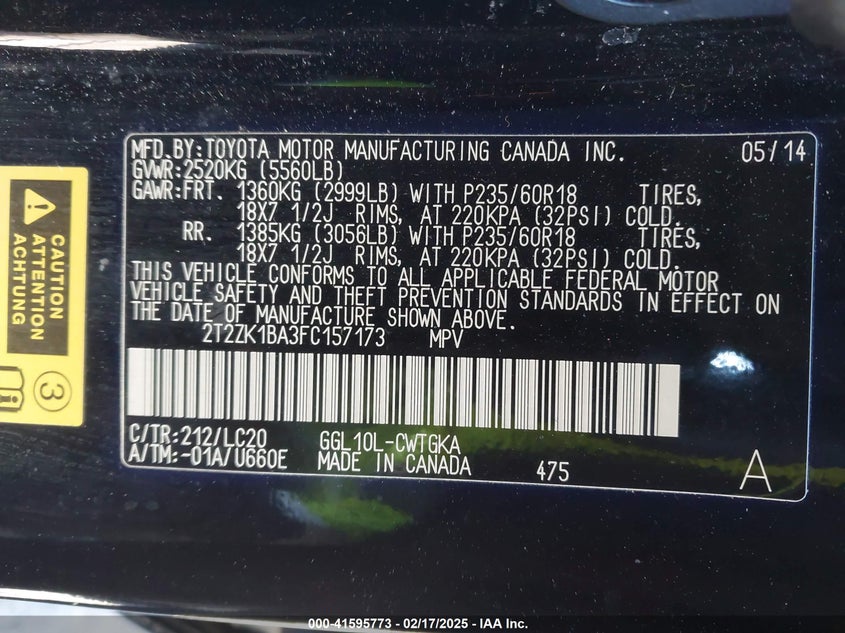 MFD.BY:TOYOTA MOTOR MANUFACTURING CANADA INC. 05/14
GVWR:2520KG (5560LB)
GAWR:FRT. 1360KG (2999LB) WITH P235/60R18 TIRES,
18X7 1/2J RIMS, AT 220KPA (32PSI) COLD.
RR. 1385KG (3056LB) WITH P235/60R18 TIRES,
18X7 1/2J RIMS, AT 220KPA (32PSI) COLD.
THIS VEHICLE CONFORMS TO ALL APPLICABLE FEDERAL MOTOR
VEHICLE SAFETY AND THEFT PREVENTION STANDARDS IN EFFECT ON
THE DATE OF MANUFACTURE SHOWN ABOVE.
2T2ZK1BA3FC157173 MPV
C/TR:212/LC20 GGL10L-CWTGKA
A/TM:-01A/U660E MADE IN CANADA 475 A
CAUTION
ATTENTION
ACHTUNG
3
000-41595773 - 02/17/2025 - IAA Inc.